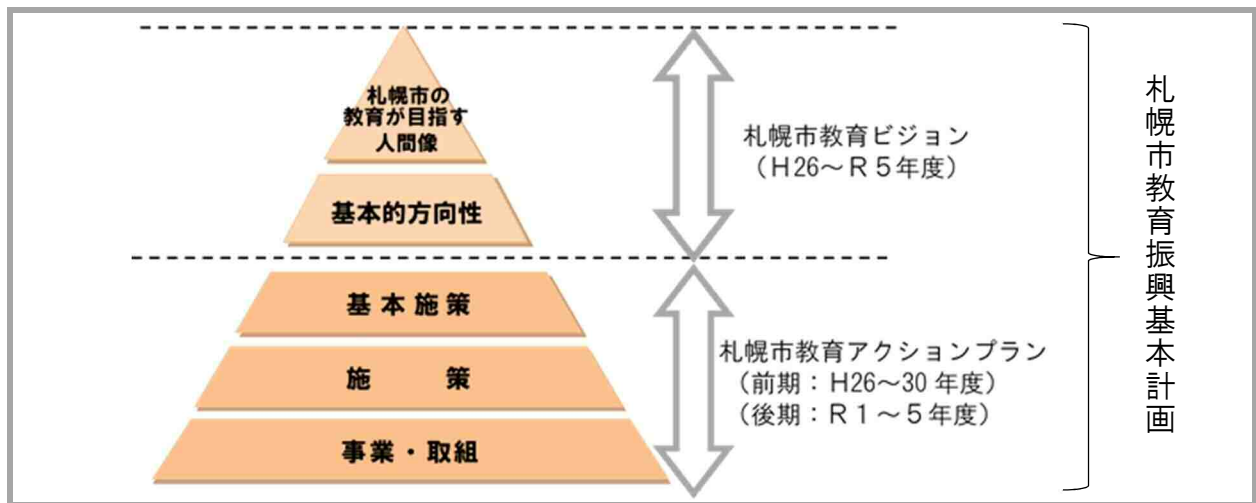 札幌市の
教育が目指す
人間像
基本的方向性
基本施策
施　　策
事業・取組
札幌市教育ビジョン
（H26～R５年度）
札幌市教育アクションプラン
（前期：H26～30年度）
（後期：R１～５年度）
札幌市教育振興基本計画